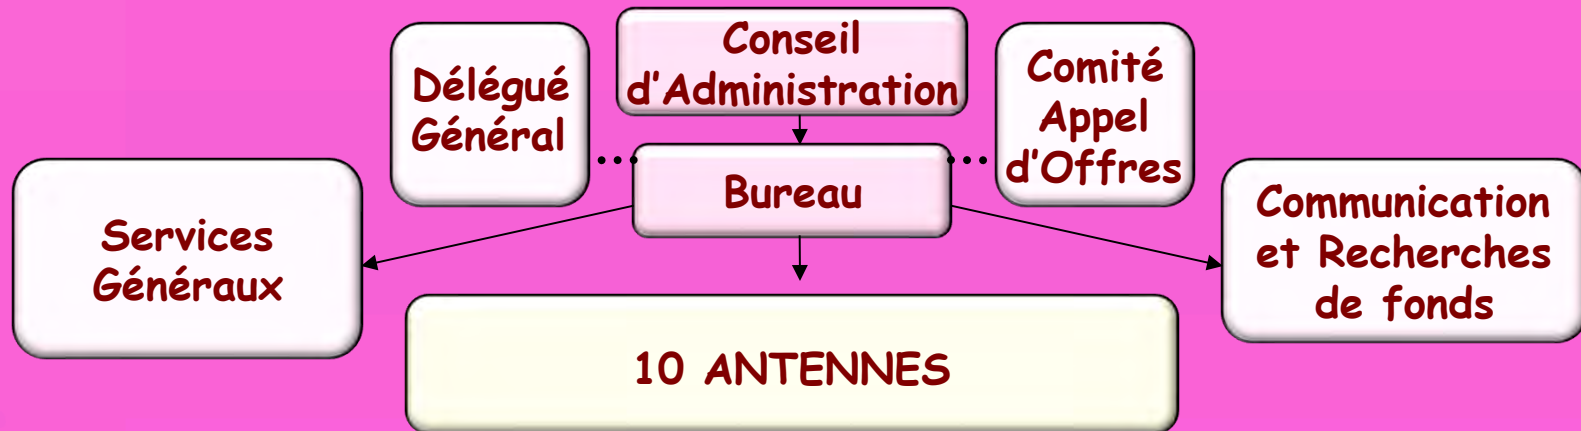 Conseil
d'Administration
Délégué
Général
Comité
Appel
d'Offres
Bureau
Services
Généraux
Communication
et Recherches
de fonds
10 ANTENNES